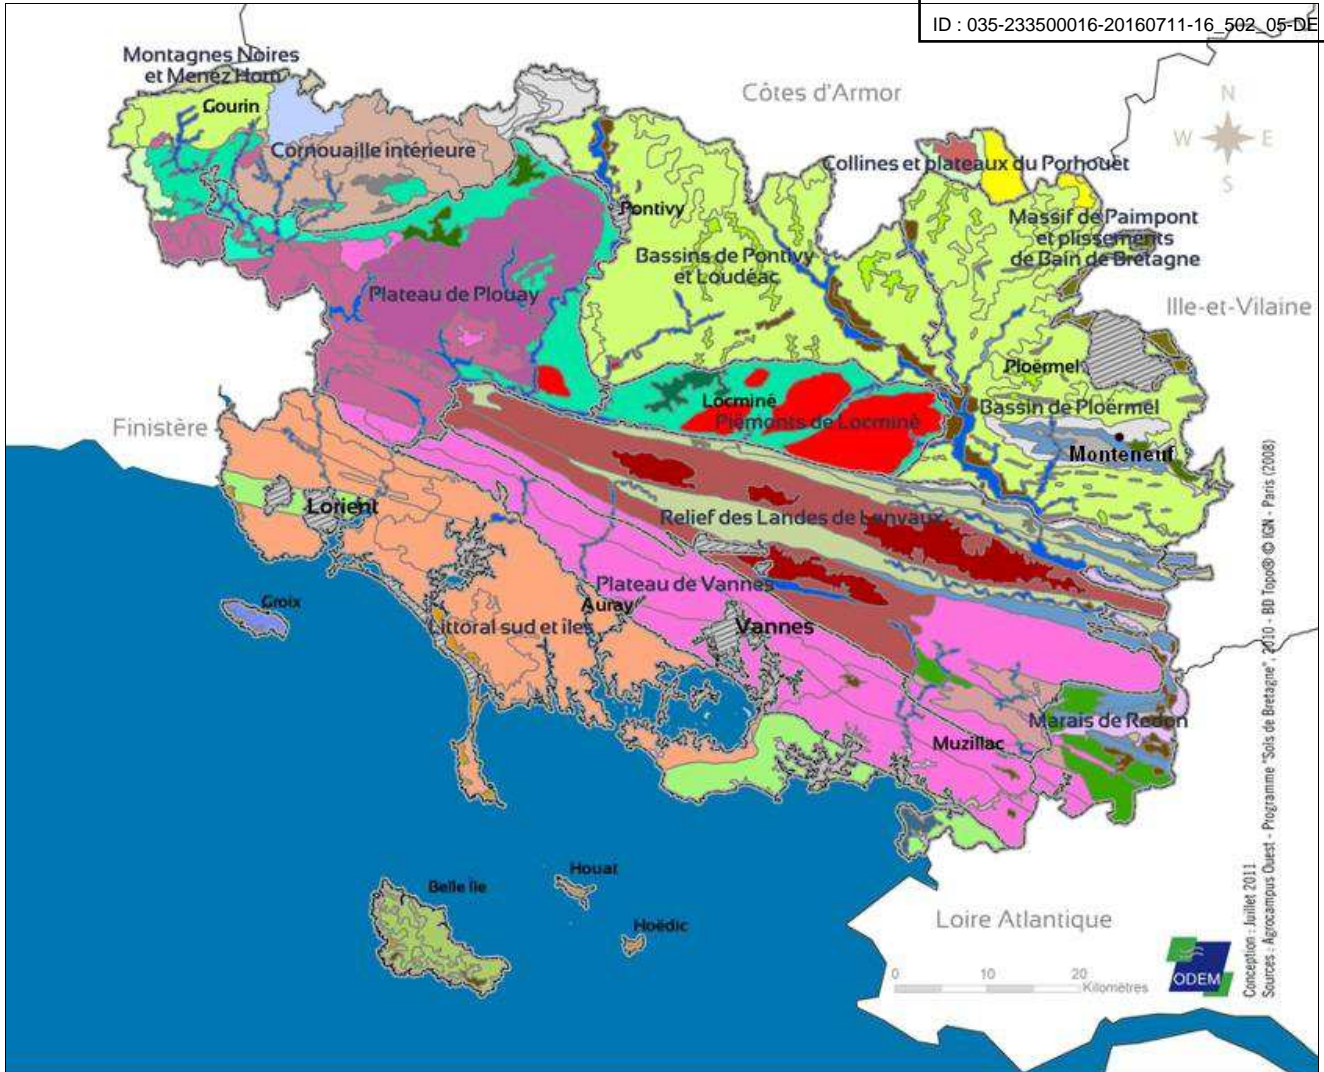 ID : 035-233500016-20160711-16_502_05-DE
Montagnes Noires
et Menez Hom
Gourin
Côtes d'Armor
N
W
E
S
Cornouaille intérieure
Collines et plateaux du Porhouët
Pontivy
Massif de Paimpont
et plissements
de Bain de Bretagne
Bassins de Pontivy
et Loudéac
Plateau de Plouay
Ille-et-Vilaine
Ploërmel
Locminé
Piémonts de Locminé
Bassin de Ploërmel
Finistère
Monteneuf
Lorient
Relief des Landes de Lanvaux
Plateau de Vannes
Groix
Auray
Littoral sud et îles
Vannes
Marais de Redon
Muzillac
Houat
Belle Ile
Hoëdic
Loire Atlantique
0 10 20
Kilomètres
ODEM
Conception : Juillet 2011
Sources : Agrocampus Ouest - Programme "Sols de Bretagne", 2010 - BD Topo® © IGN - Paris (2008)